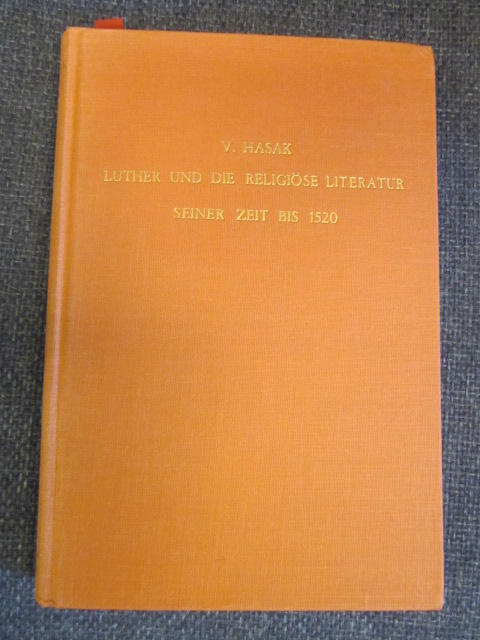 V. HASAK
LUTHER UND DIE RELIGIÖSE LITERATUR
SEINER ZEIT BIS 1520